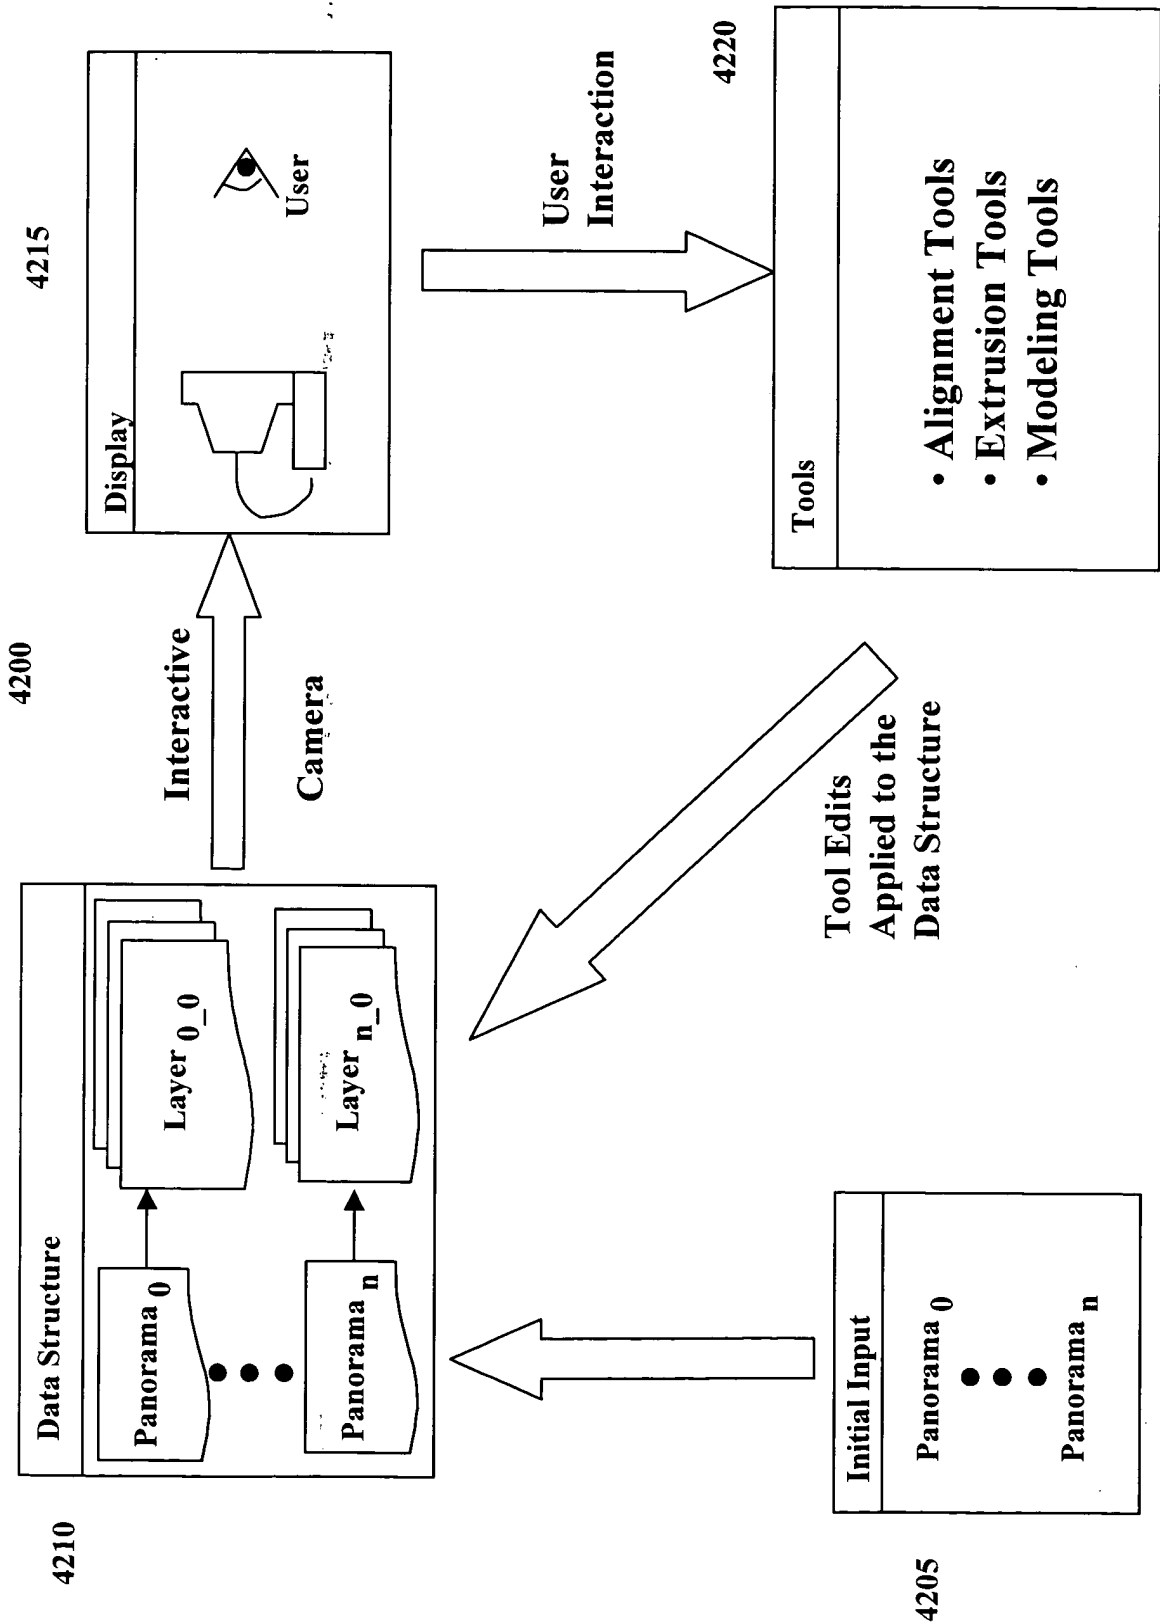 4200
4210
Data Structure
Panorama 0
Layer 0_0
Panorama n
Layer n_0
Interactive
Camera
4215
Display
User
User
Interaction
4220
Tools
• Alignment Tools
• Extrusion Tools
• Modeling Tools
Tool Edits
Applied to the
Data Structure
4205
Initial Input
Panorama 0
Panorama n